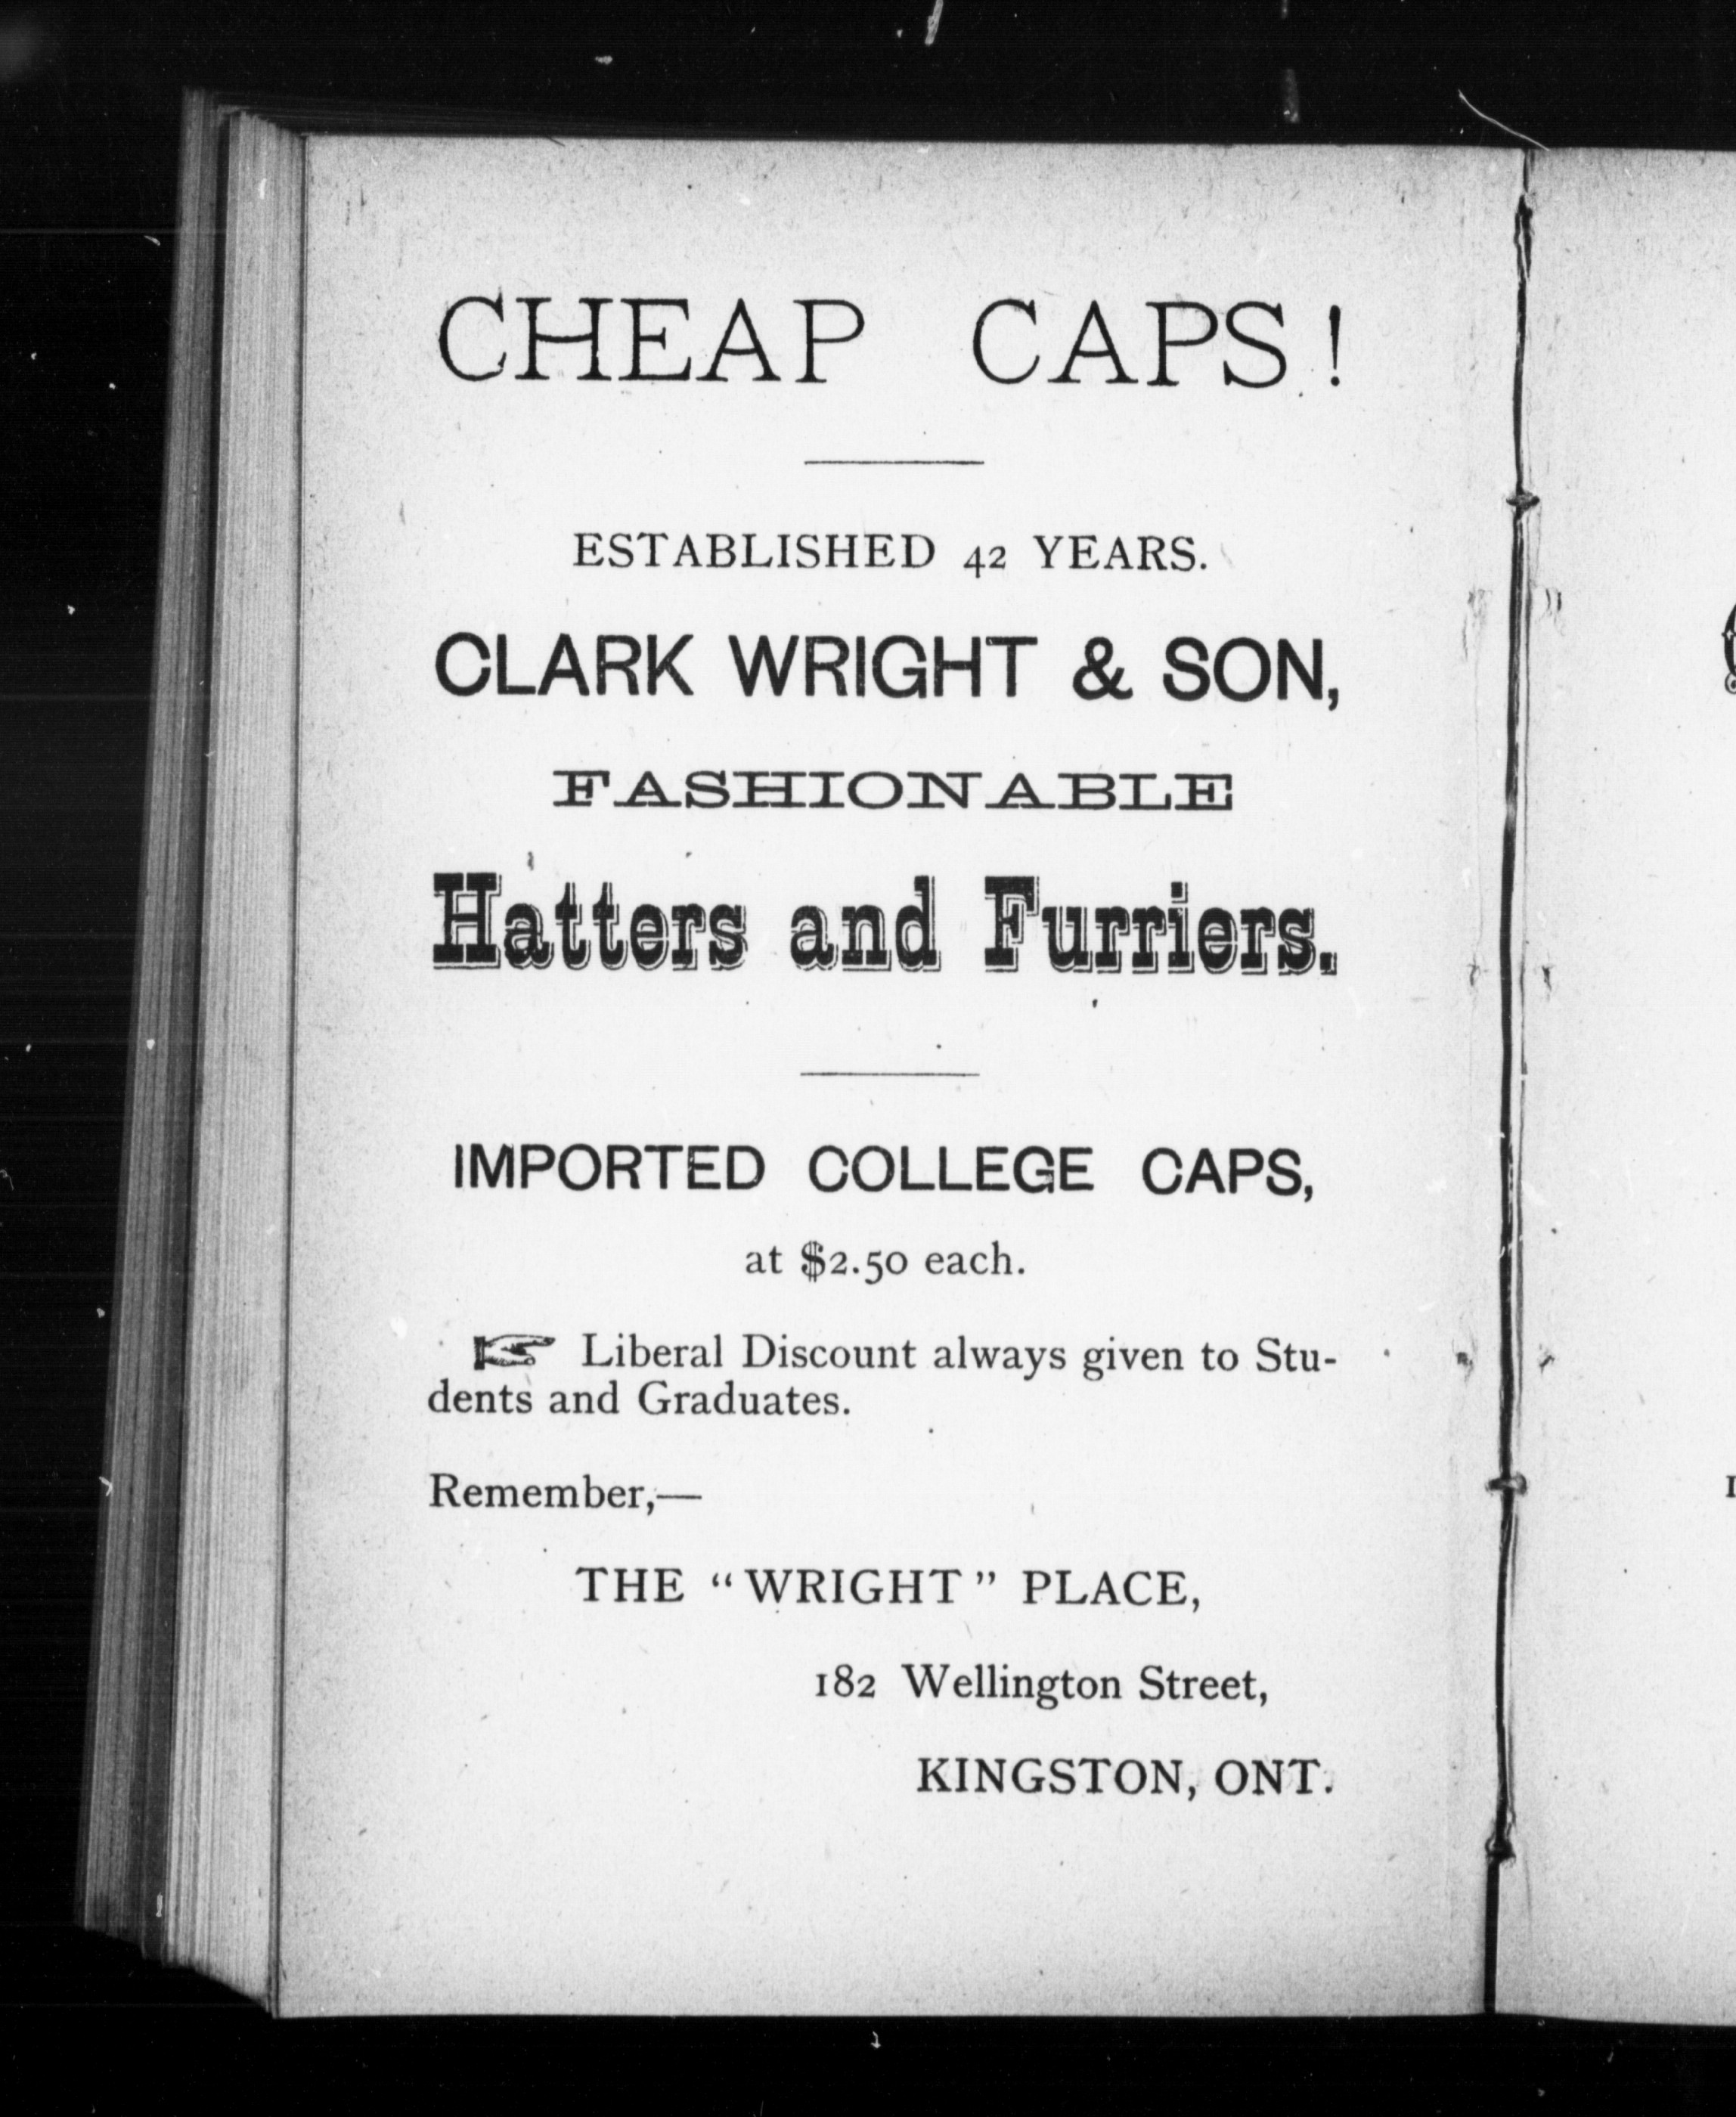 CHEAP CAPS!
ESTABLISHED 42 YEARS.
CLARK WRIGHT & SON,
FASHIONABLE
Hatters and Furriers.
IMPORTED COLLEGE CAPS,
at $2.50 each.
☞ Liberal Discount always given to Stu-
dents and Graduates.
Remember,—
THE "WRIGHT" PLACE,
182 Wellington Street,
KINGSTON, ONT.